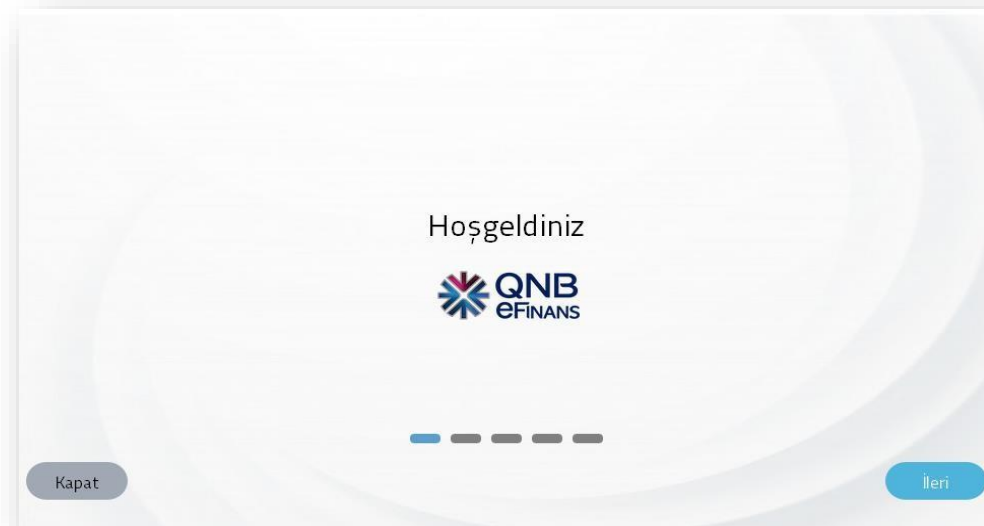 Hoşgeldiniz
QNB
eFINANS
Kapat
İleri